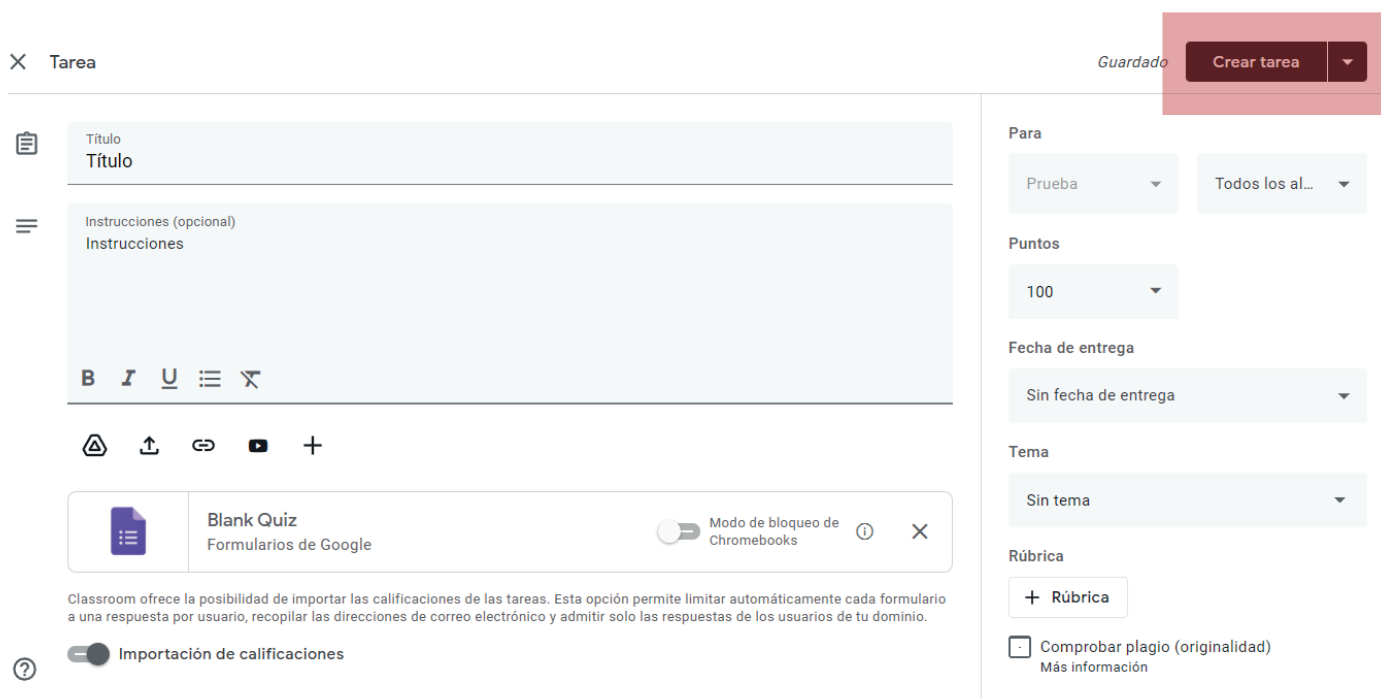 Tarea
Guardado
Crear tarea
Título
Título
Instrucciones (opcional)
Instrucciones
B I U
Blank Quiz
Formularios de Google
Modo de bloqueo de
Chromebooks
Classroom ofrece la posibilidad de importar las calificaciones de las tareas. Esta opción permite limitar automáticamente cada formulario
a una respuesta por usuario, recopilar las direcciones de correo electrónico y admitir solo las respuestas de los usuarios de tu dominio.
Importación de calificaciones
Para
Prueba
Todos los al...
Puntos
100
Fecha de entrega
Sin fecha de entrega
Tema
Sin tema
Rúbrica
+ Rúbrica
Comprobar plagio (originalidad)
Más información